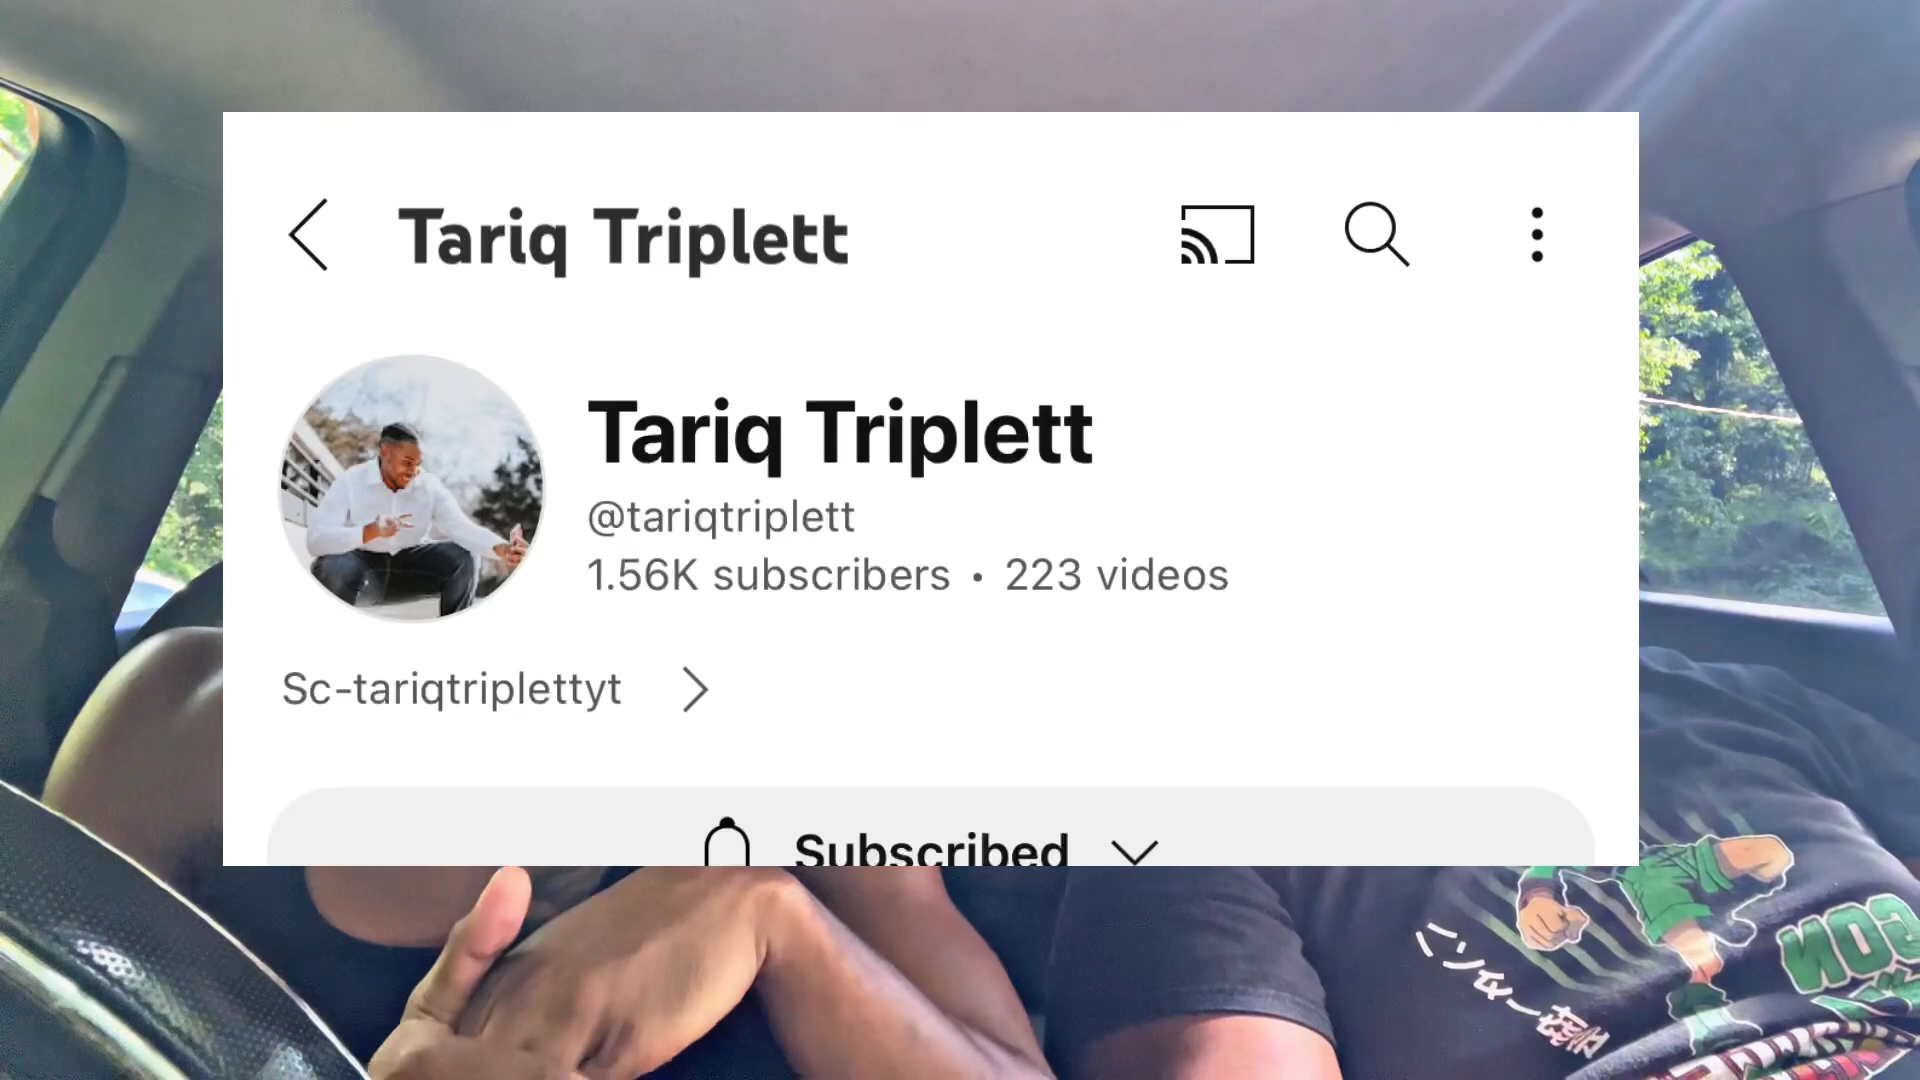 Tariq Triplett
Tariq Triplett
@tariqtriplett
1.56K subscribers • 223 videos
Sc-tariqtriplettyt
Subscribed